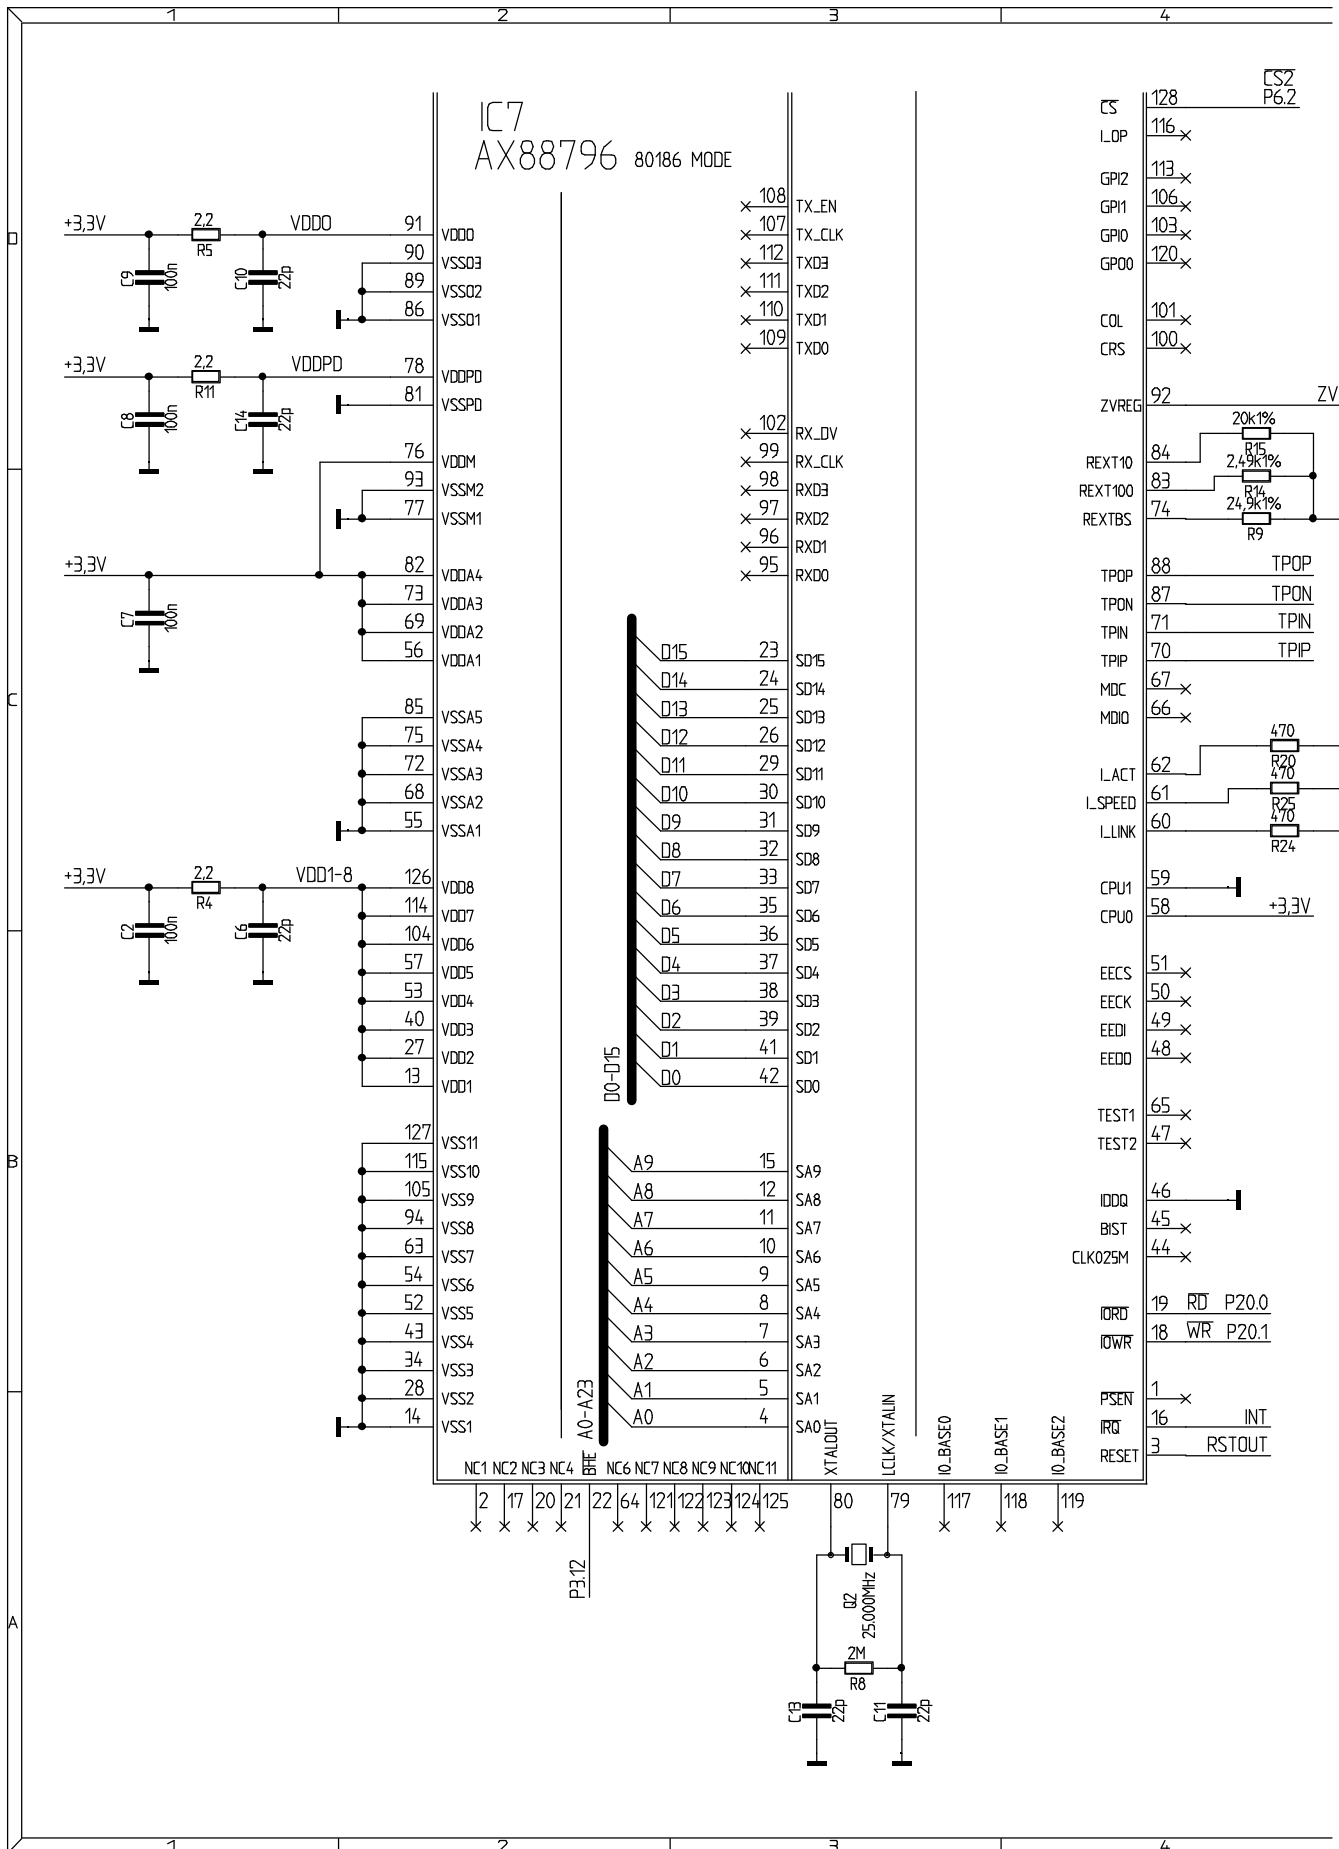 1 2 3 4
CS2
P6.2
IC7
AX88796 80186 MODE
128 CS
116 I_OP
113 GPI2
106 GPI1
103 GPI0
120 GPO0
101 COL
100 CRS
92 ZVREG ZV
20k1%
R15
84 REXT10
2,49k1%
R14
83 REXT100
24,9k1%
R9
74 REXTBS
88 TPOP TPOP
87 TPON TPON
71 TPIN TPIN
70 TPIP TPIP
67 MDC
66 MDIO
470
R20
62 I_ACT
470
R25
61 I_SPEED
470
R24
60 I_LINK
59 CPU1
58 CPU0 +3,3V
51 EECS
50 EECK
49 EEDI
48 EEDO
65 TEST1
47 TEST2
46 IDDQ
45 BIST
44 CLKO25M
19 IORD RD P20.0
18 IOWR WR P20.1
1 PSEN
16 IRQ INT
3 RESET RSTOUT
D
+3,3V 2,2 VDDO 91 VDDO
R5
C9 100n C10 22p
90 VSSO3
89 VSSO2
86 VSSO1
+3,3V 2,2 VDDPD 78 VDDPD
R11
C8 100n C14 22p
81 VSSPD
76 VDDM
93 VSSM2
77 VSSM1
+3,3V 82 VDDA4
C7 100n
73 VDDA3
69 VDDA2
56 VDDA1
C
85 VSSA5
75 VSSA4
72 VSSA3
68 VSSA2
55 VSSA1
+3,3V 2,2 VDD1-8 126 VDD8
R4
C2 100n C6 22p
114 VDD7
104 VDD6
57 VDD5
53 VDD4
40 VDD3
27 VDD2
13 VDD1
B
127 VSS11
115 VSS10
105 VSS9
94 VSS8
63 VSS7
54 VSS6
52 VSS5
43 VSS4
34 VSS3
28 VSS2
14 VSS1
108 TX_EN
107 TX_CLK
112 TXD3
111 TXD2
110 TXD1
109 TXD0
102 RX_DV
99 RX_CLK
98 RXD3
97 RXD2
96 RXD1
95 RXD0
D15 23 SD15
D14 24 SD14
D13 25 SD13
D12 26 SD12
D11 29 SD11
D10 30 SD10
D9 31 SD9
D8 32 SD8
D7 33 SD7
D6 35 SD6
D5 36 SD5
D4 37 SD4
D3 38 SD3
D2 39 SD2
D1 41 SD1
D0 42 SD0
D0-D15
A9 15 SA9
A8 12 SA8
A7 11 SA7
A6 10 SA6
A5 9 SA5
A4 8 SA4
A3 7 SA3
A2 6 SA2
A1 5 SA1
A0 4 SA0
A0-A23
NC1 NC2 NC3 NC4 BHE NC6 NC7 NC8 NC9 NC10 NC11 XTALOUT LCLK/XTALIN IO_BASE0 IO_BASE1 IO_BASE2
2 17 20 21 22 64 121 122 123 124 125 80 79 117 118 119
P3.12
Q2
25.000MHz
A
2M
R8
C13 22p C11 22p
1 2 3 4